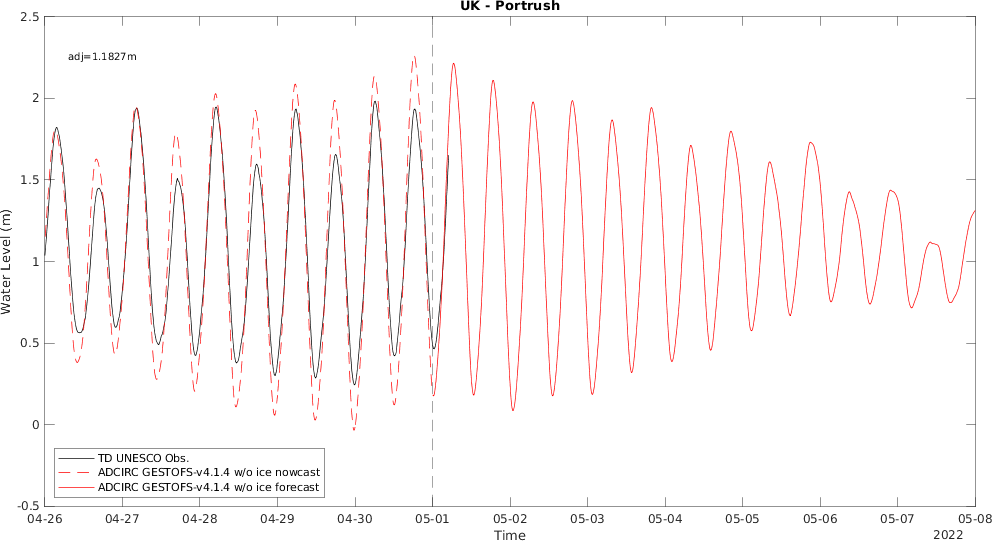 UK - Portrush
adj=1.1827m
2.5
2
1.5
1
0.5
0
-0.5
Water Level (m)
TD UNESCO Obs.
ADCIRC GESTOFS-v4.1.4 w/o ice nowcast
ADCIRC GESTOFS-v4.1.4 w/o ice forecast
04-26 04-27 04-28 04-29 04-30 05-01 05-02 05-03 05-04 05-05 05-06 05-07 05-08
Time
2022